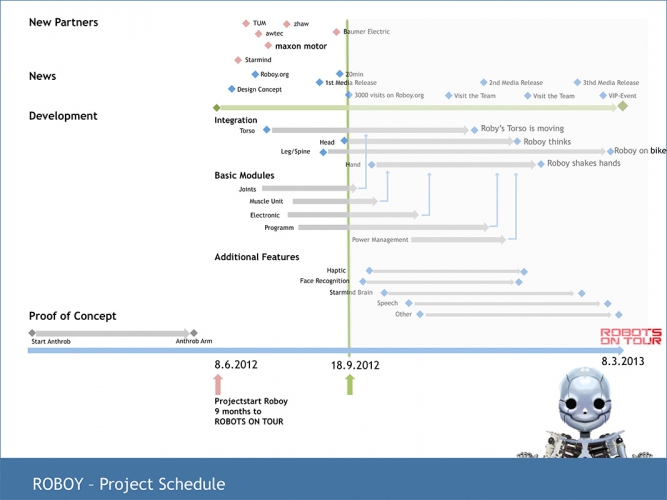 New Partners
TUM
zhaw
awtec
Baumer Electric
maxon motor
Starmind
News
Roboy.org
20min
1st Media Release
2nd Media Release
3thd Media Release
Design Concept
3000 visits on Roboy.org
Visit the Team
Visit the Team
VIP-Event
Development
Integration
Torso
Roby's Torso is moving
Head
Roboy thinks
Leg/Spine
Roboy on bike
Hand
Roboy shakes hands
Basic Modules
Joints
Muscle Unit
Electronic
Programm
Power Management
Additional Features
Haptic
Face Recognition
Starmind Brain
Speech
Other
Proof of Concept
Start Anthrob
Anthrob Arm
ROBOTS
ON TOUR
8.6.2012
18.9.2012
8.3.2013
Projectstart Roboy
9 months to
ROBOTS ON TOUR
ROBOY – Project Schedule